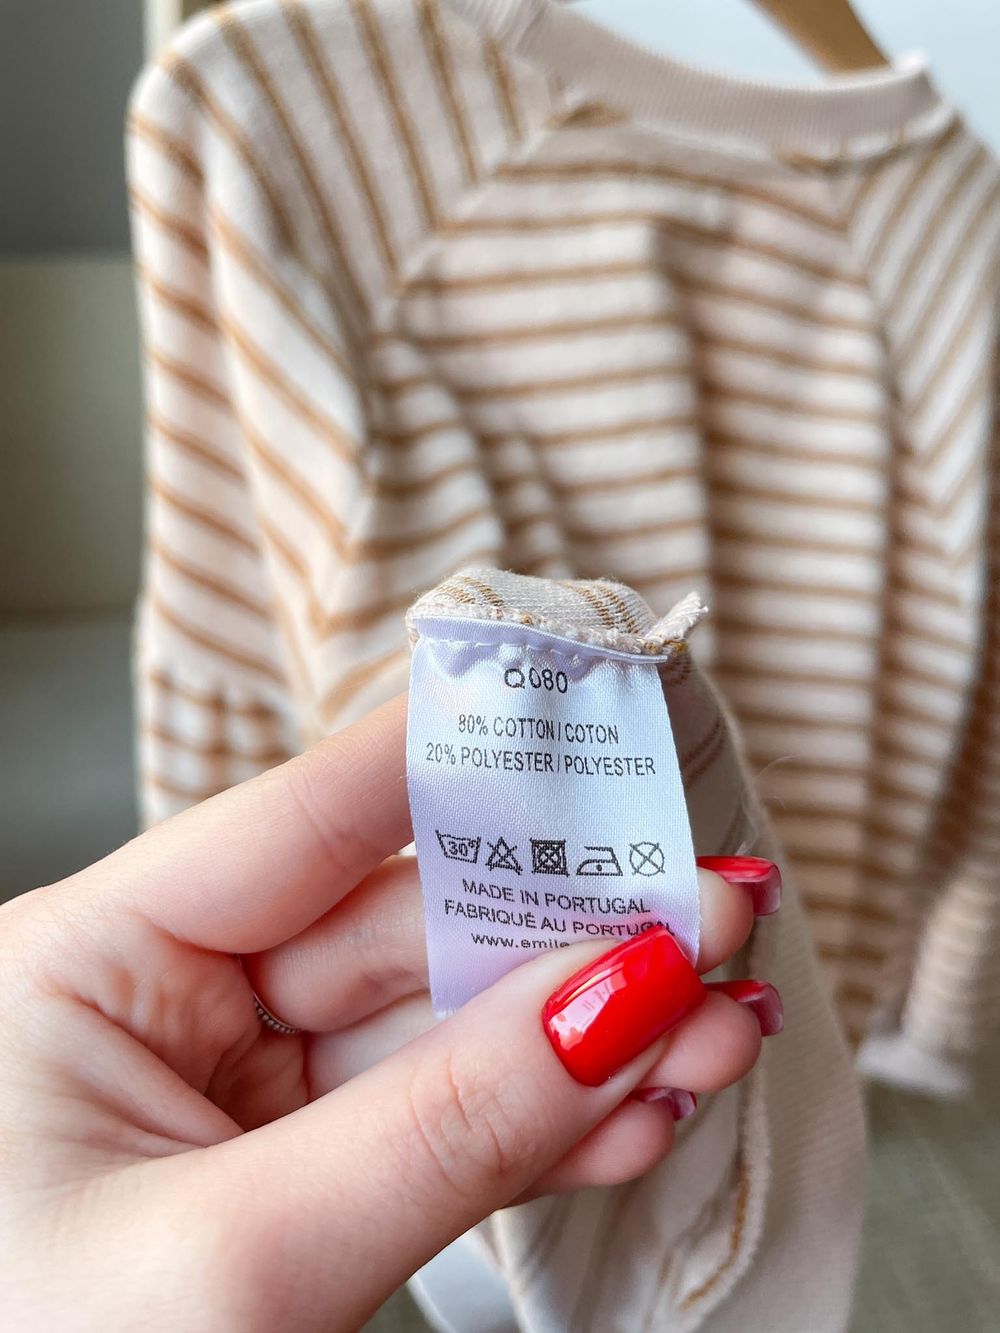 Q080
80% COTTON / COTON
20% POLYESTER / POLYESTER
30°
MADE IN PORTUGAL
FABRIQUÉ AU PORTUGAL